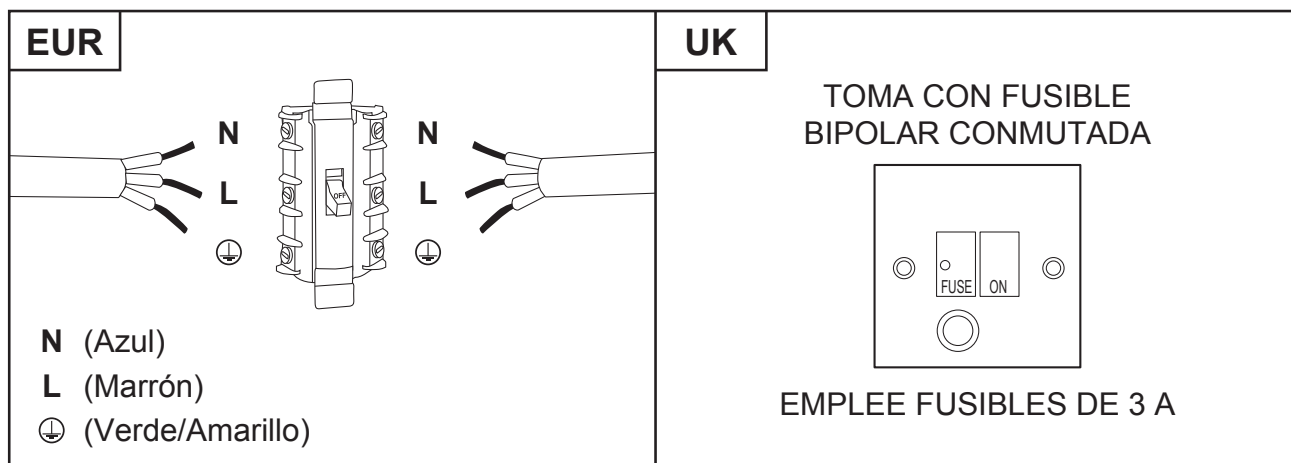 EUR
N
L
OFF
N
L
N (Azul)
L (Marrón)
(Verde/Amarillo)
UK
TOMA CON FUSIBLE
BIPOLAR CONMUTADA
FUSE ON
EMPLEE FUSIBLES DE 3 A